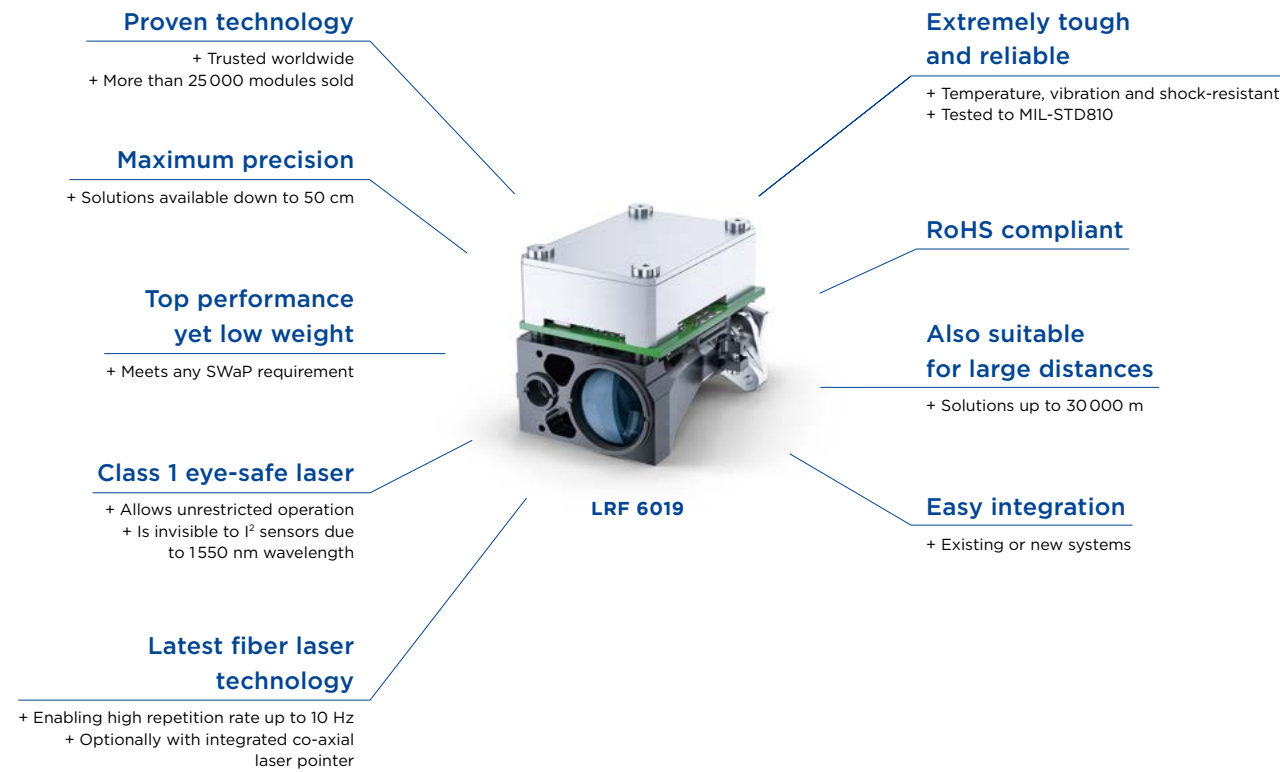 Proven technology
+ Trusted worldwide
+ More than 25 000 modules sold
Maximum precision
+ Solutions available down to 50 cm
Top performance
yet low weight
+ Meets any SWaP requirement
Class 1 eye-safe laser
+ Allows unrestricted operation
+ Is invisible to I² sensors due
to 1 550 nm wavelength
Latest fiber laser
technology
+ Enabling high repetition rate up to 10 Hz
+ Optionally with integrated co-axial
laser pointer
LRF 6019
Extremely tough
and reliable
+ Temperature, vibration and shock-resistant
+ Tested to MIL-STD810
RoHS compliant
Also suitable
for large distances
+ Solutions up to 30 000 m
Easy integration
+ Existing or new systems